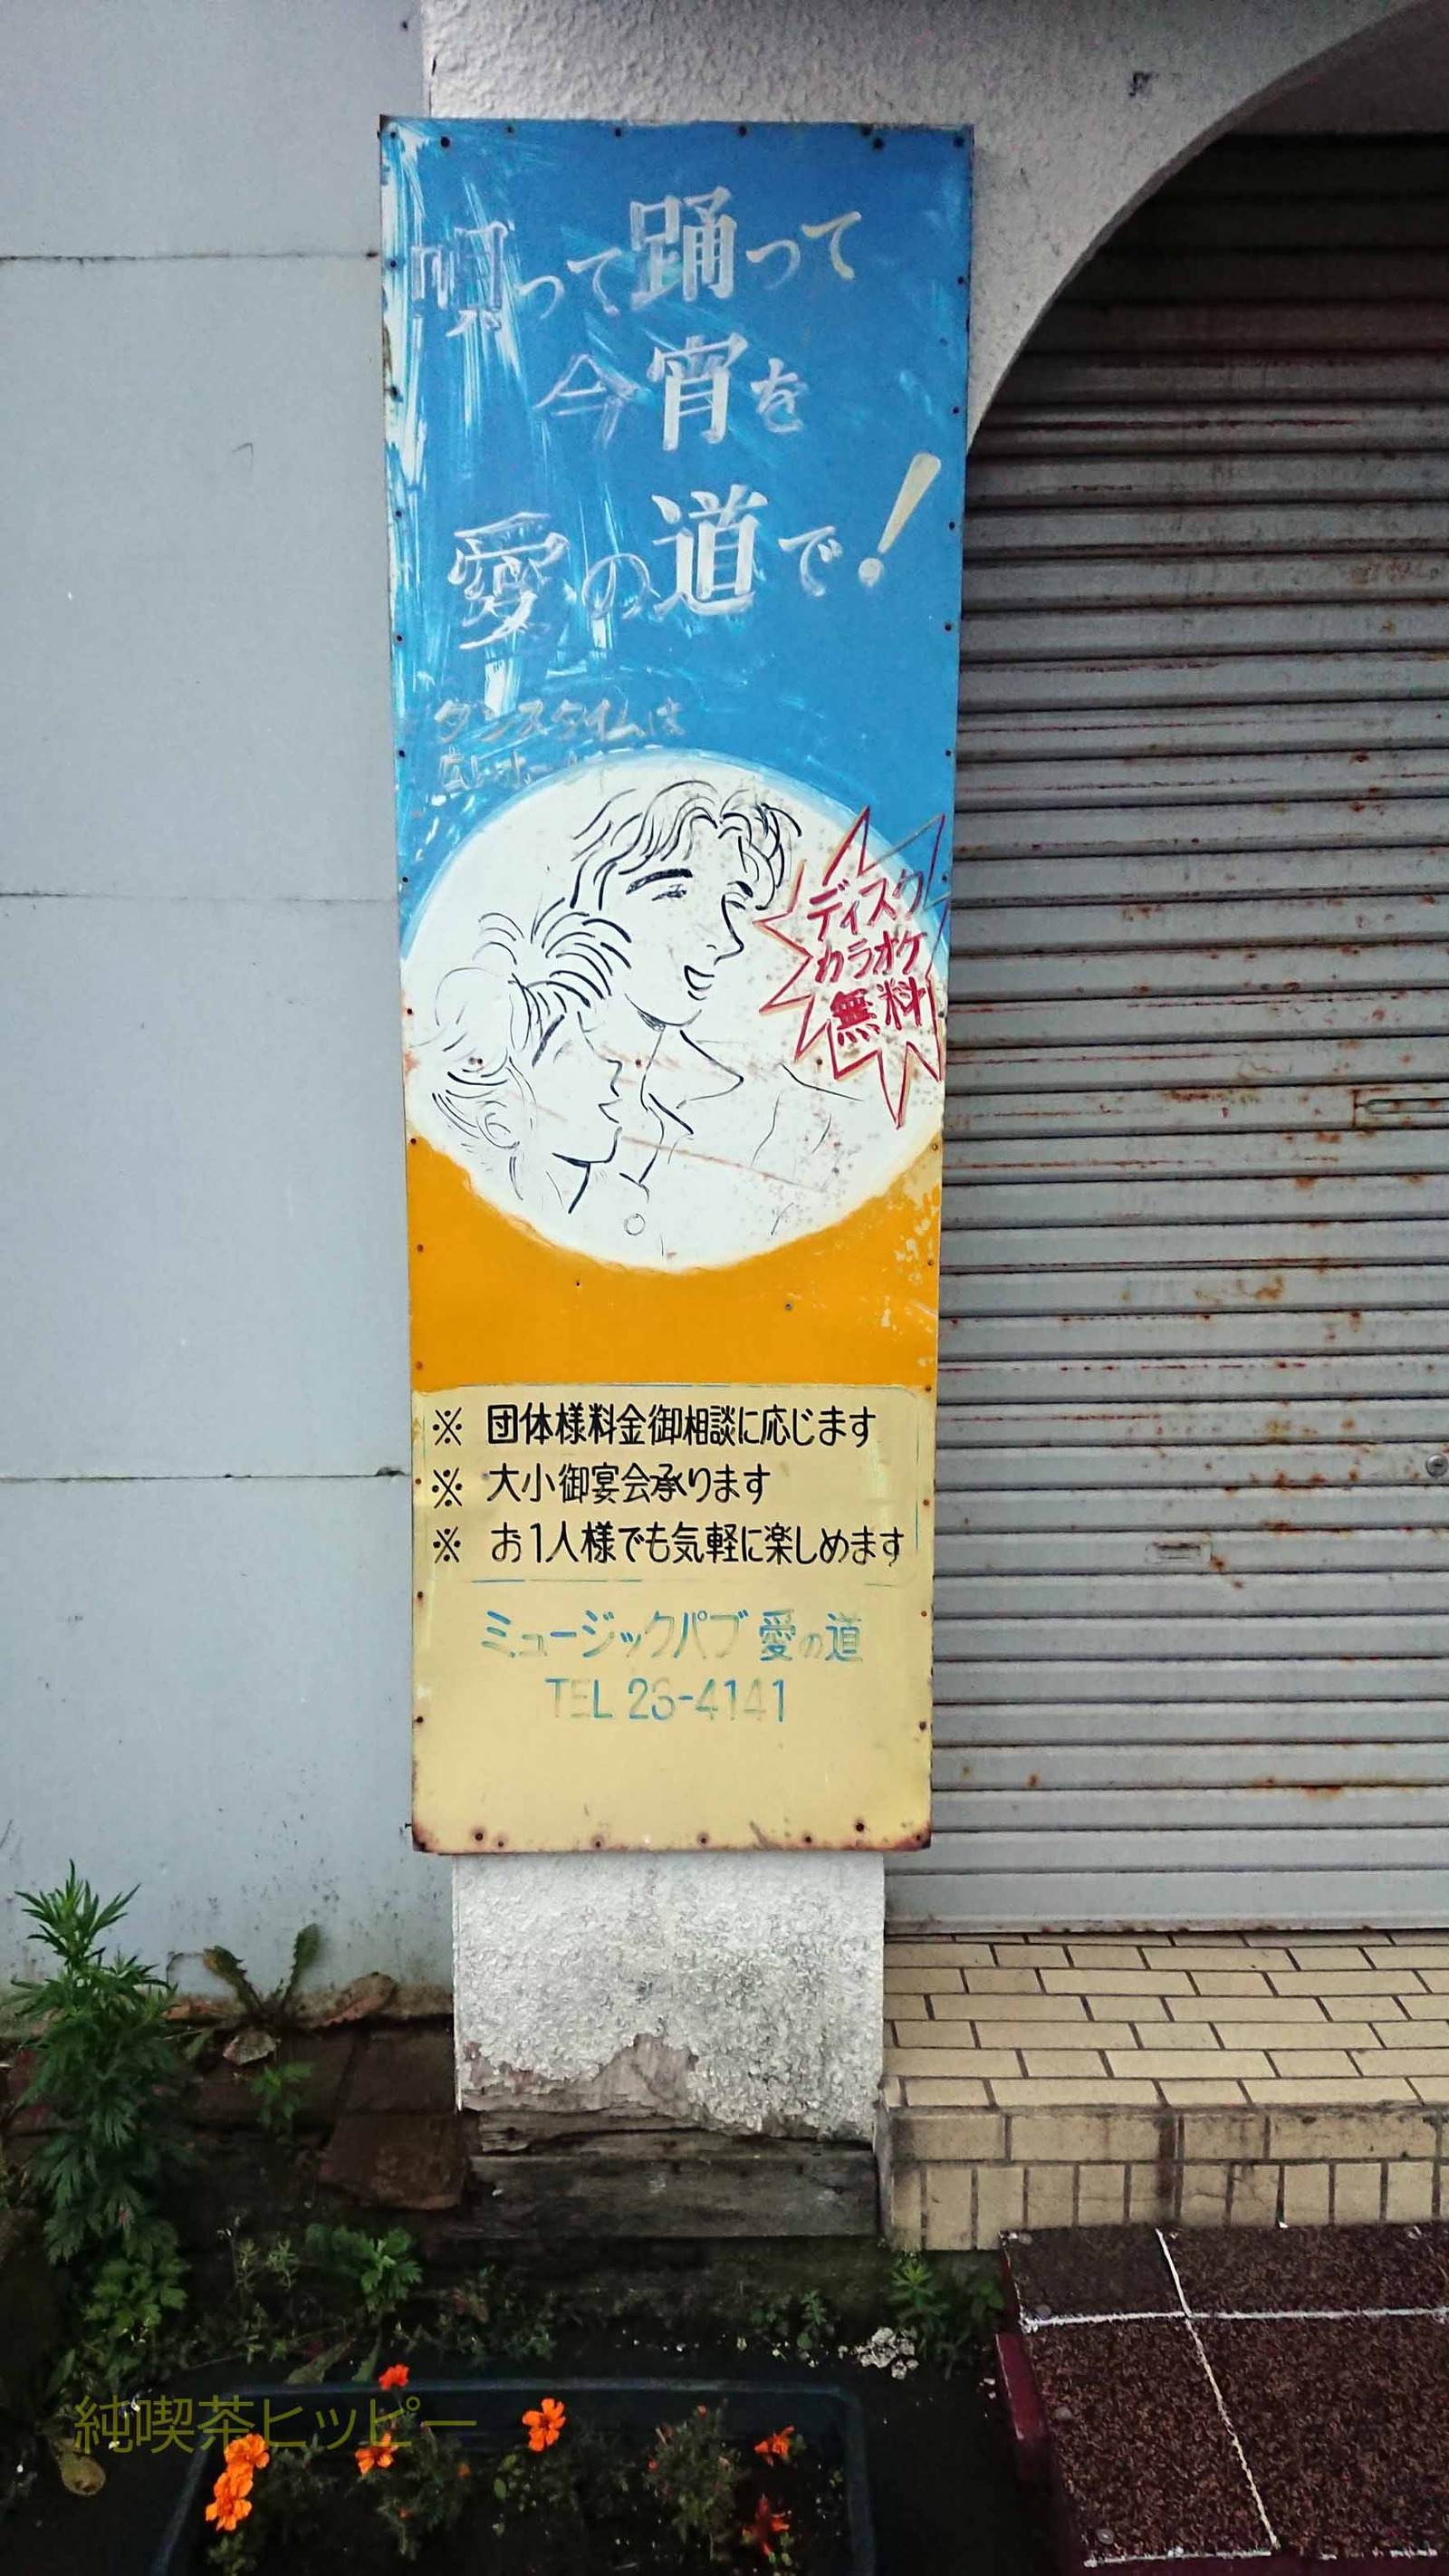 唄って踊って
今宵を
愛の道で!
ダンスタイムは
広いホール
ディスク
カラオケ
無料
※ 団体様料金御相談に応じます
※ 大小御宴会承ります
※ お1人様でも気軽に楽しめます
ミュージックパブ 愛の道
TEL 26-4141
純喫茶ヒッピー